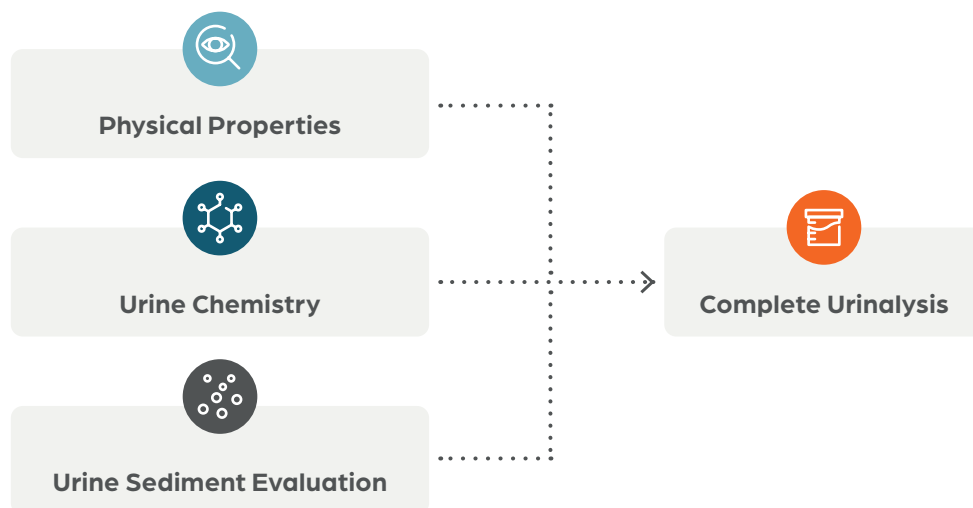 Physical Properties
Urine Chemistry
Complete Urinalysis
Urine Sediment Evaluation